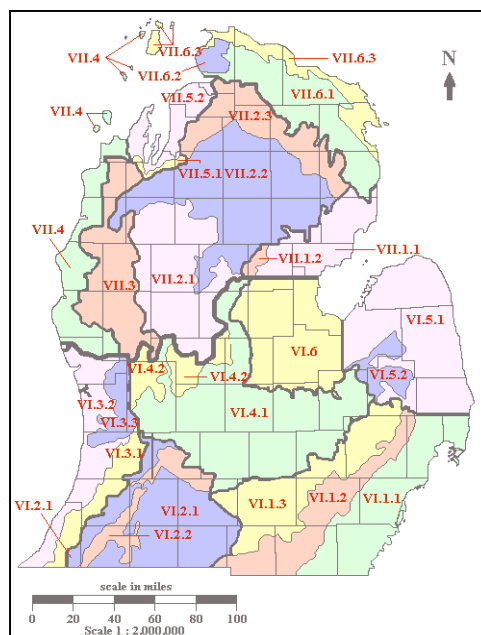 VII.4
VII.6.3
VII.6.2
VII.6.3
N
VII.5.2
VII.6.1
VII.4
VII.2.3
VII.5.1
VII.2.2
VII.4
VII.1.2
VII.1.1
VII.3
VII.2.1
VI.5.1
VI.4.2
VI.4.2
VI.6
VI.5.2
VI.3.2
VI.3.3
VI.4.1
VI.3.1
VI.2.1
VI.2.1
VI.2.2
VI.1.3
VI.1.2
VI.1.1
scale in miles
0 20 40 60 80 100
Scale 1 : 2,000,000